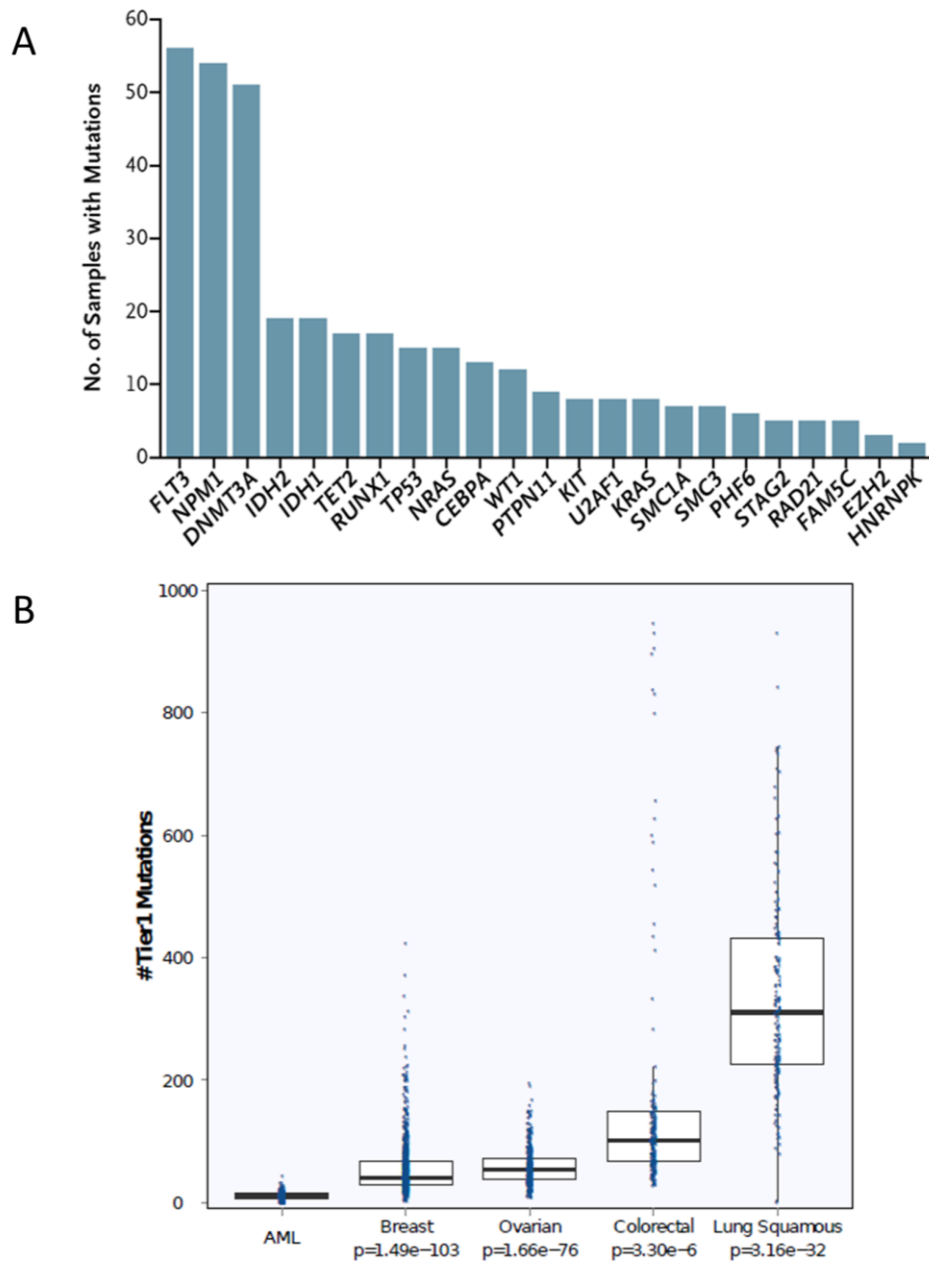 A
No. of Samples with Mutations
60
50
40
30
20
10
0
FLT3
NPM1
DNMT3A
IDH2
IDH1
TET2
RUNX1
TP53
NRAS
CEBPA
WT1
PTPN11
KIT
U2AF1
KRAS
SMC1A
SMC3
PHF6
STAG2
RAD21
FAM5C
EZH2
HNRNPK
B
#Tier1 Mutations
1000
800
600
400
200
0
AML
Breast
p=1.49e−103
Ovarian
p=1.66e−76
Colorectal
p=3.30e−6
Lung Squamous
p=3.16e−32